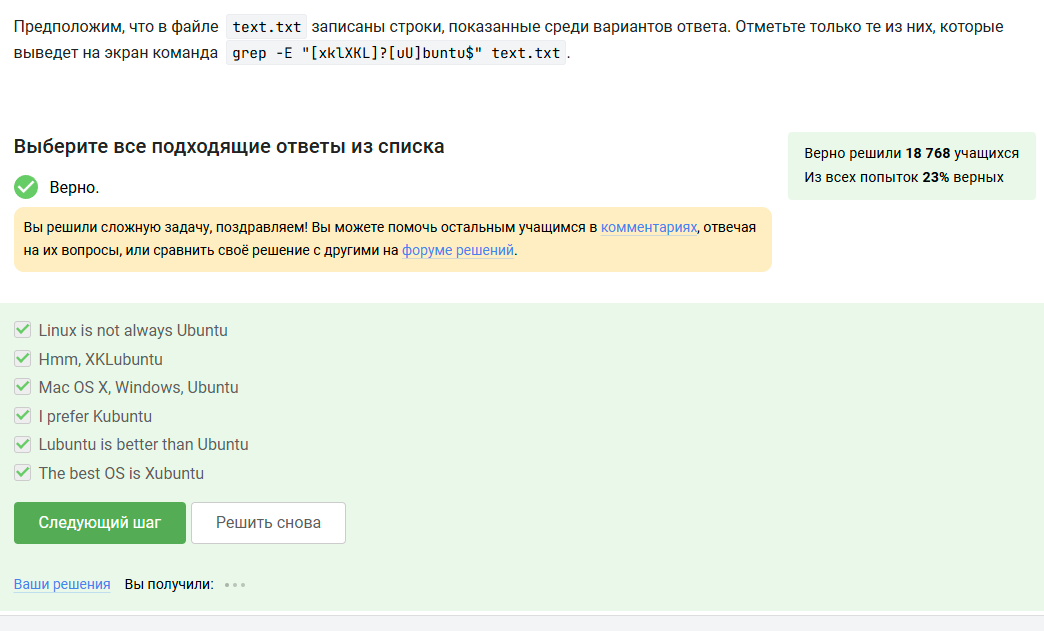 Предположим, что в файле text.txt записаны строки, показанные среди вариантов ответа. Отметьте только те из них, которые
выведет на экран команда grep -E "[xklXKL]?[uU]buntu$" text.txt.
Выберите все подходящие ответы из списка
Верно.
Вы решили сложную задачу, поздравляем! Вы можете помочь остальным учащимся в комментариях, отвечая
на их вопросы, или сравнить своё решение с другими на форуме решений.
Верно решили 18 768 учащихся
Из всех попыток 23% верных
Linux is not always Ubuntu
Hmm, XKLubuntu
Mac OS X, Windows, Ubuntu
I prefer Kubuntu
Lubuntu is better than Ubuntu
The best OS is Xubuntu
Следующий шаг Решить снова
Ваши решения Вы получили: